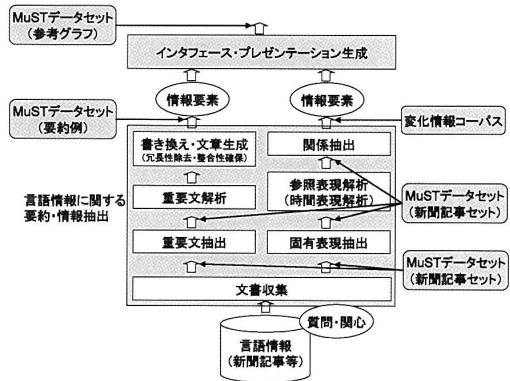 MuSTデータセット
(参考グラフ)
インタフェース・プレゼンテーション生成
情報要素
情報要素
MuSTデータセット
(要約例)
変化情報コーパス
書き換え・文章生成
(冗長性除去・整合性確保)
関係抽出
言語情報に関する
要約・情報抽出
重要文解析
参照表現解析
(時間表現解析)
MuSTデータセット
(新聞記事セット)
重要文抽出
固有表現抽出
MuSTデータセット
(新聞記事セット)
文書収集
質問・関心
言語情報
(新聞記事等)